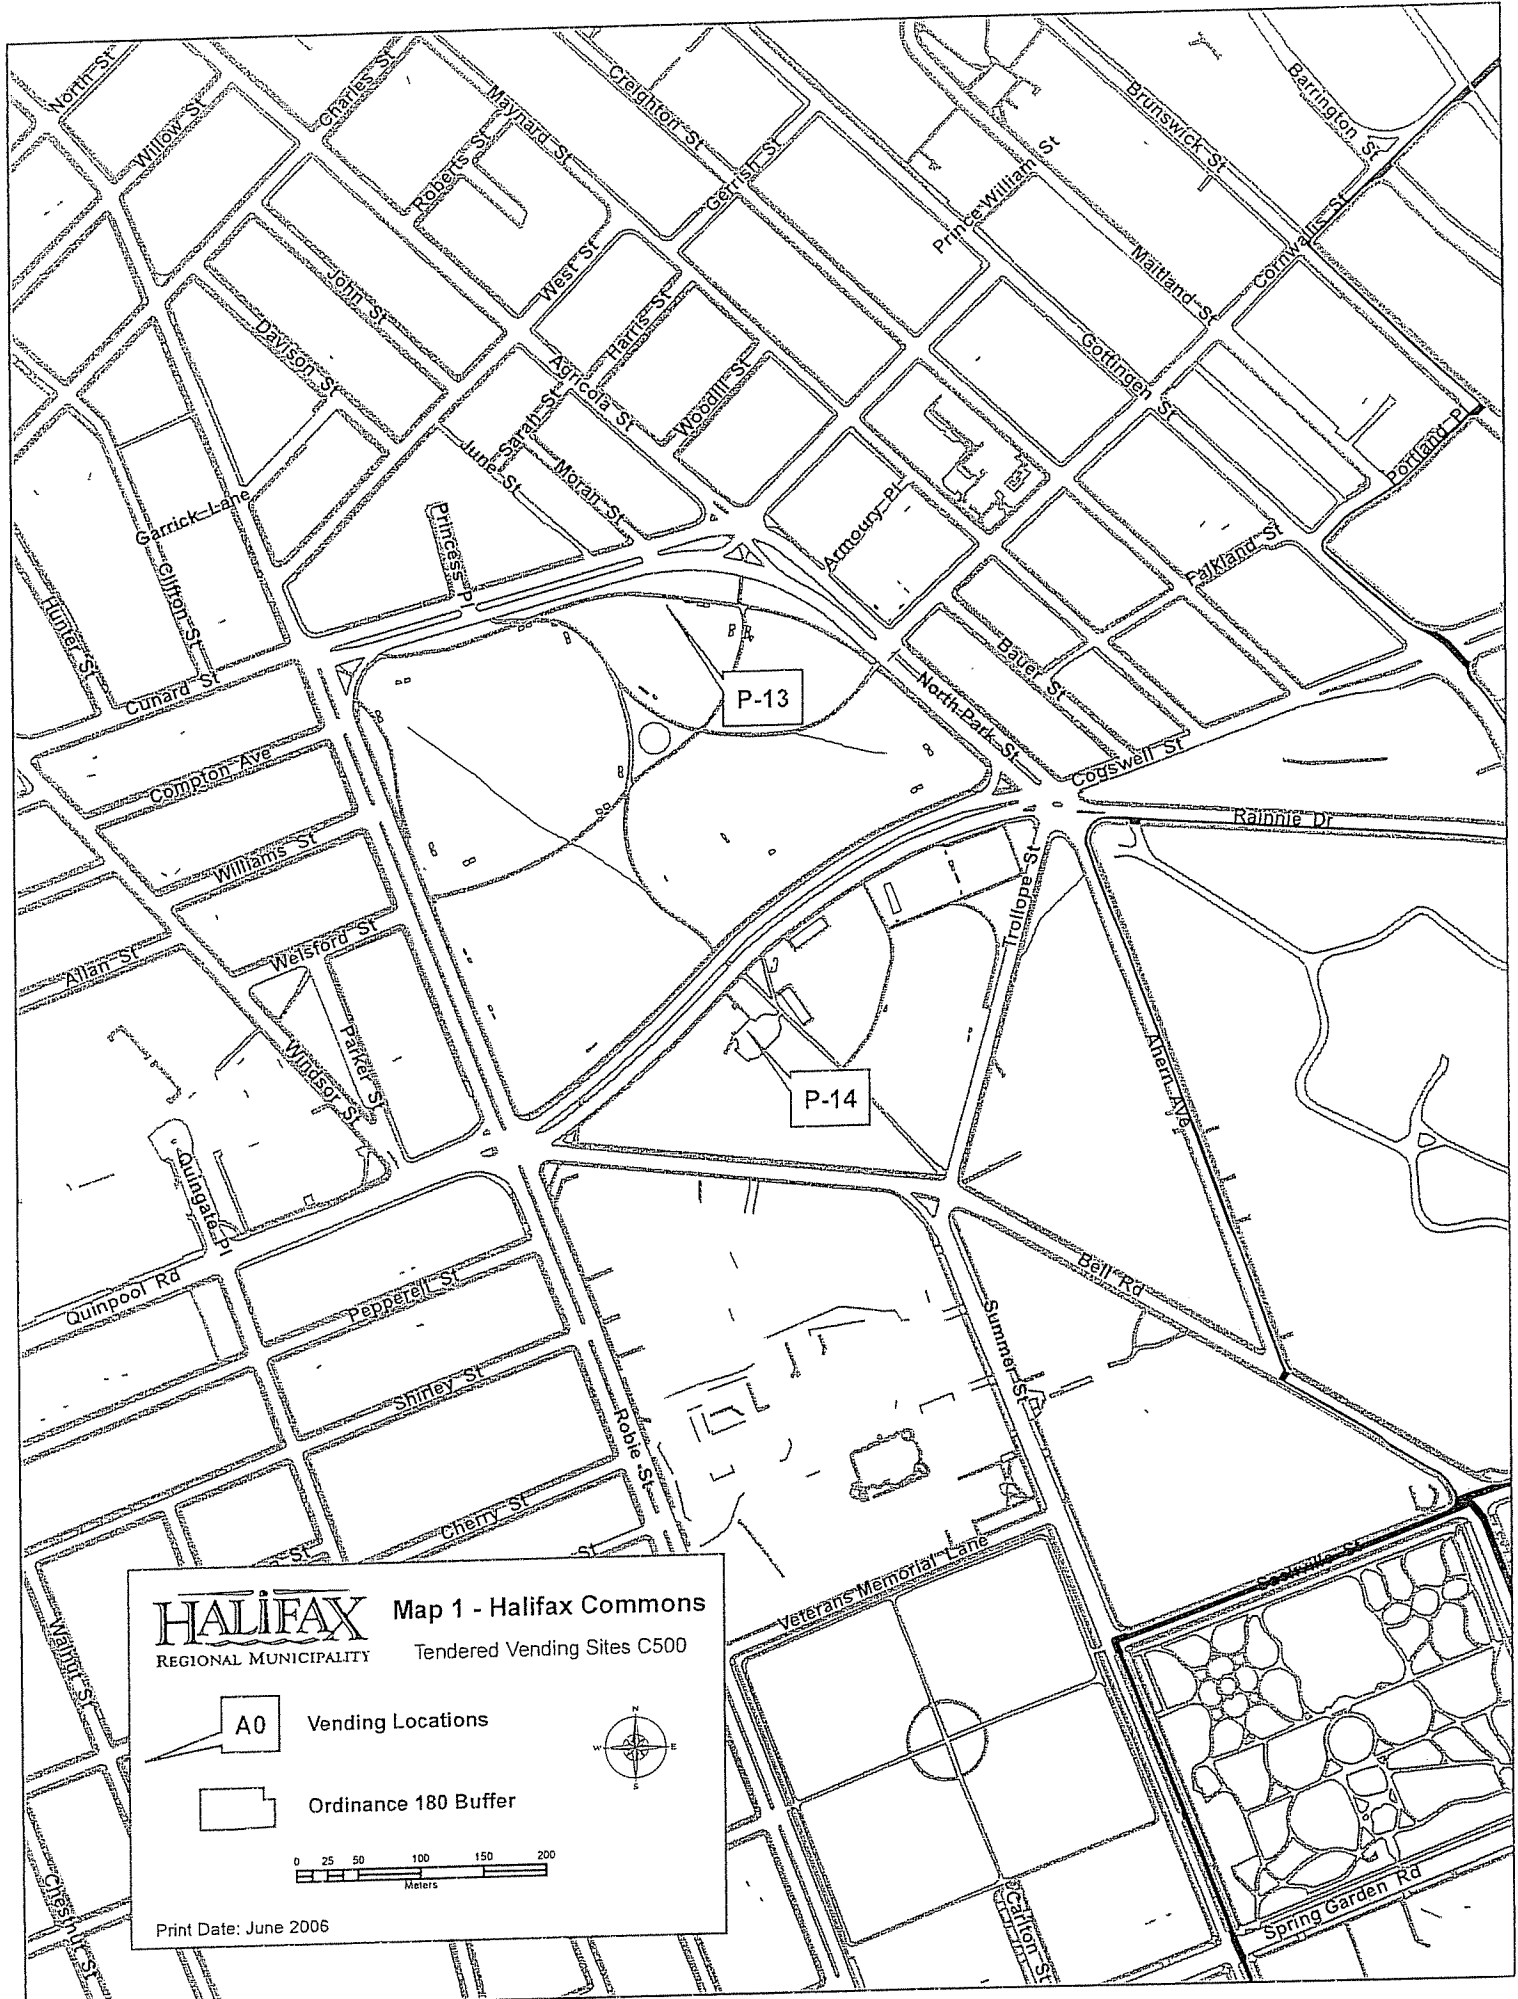 North St
Willow St
Charles St
Maynard St
Roberts St
Creighton St
Gerrish St
Prince William St
Brunswick St
Barrington St
Cornwallis St
Maitland St
West St
John St
Harris St
Davison St
Agricola St
Sarah St
Woodill St
Gottingen St
Portland Pl
June St
Moran St
Armoury Pl
Garrick Lane
Princess Pl
Clifton St
Hunter St
Falkland St
Bauer St
Cunard St
P-13
North Park St
Cogswell St
Compton Ave
Rainnie Dr
Williams St
Trollope St
Welsford St
Allan St
Parker St
Windsor St
Ahern Ave
P-14
Quingate Pl
Quinpool Rd
Pepperell St
Bell Rd
Summer St
Shirley St
Robie St
Cherry St
St
St
Veterans Memorial Lane
Walnut St
HALIFAX
REGIONAL MUNICIPALITY
Map 1 - Halifax Commons
Tendered Vending Sites C500
A0
Vending Locations
N
W
E
S
Ordinance 180 Buffer
0 25 50 100 150 200
Meters
Print Date: June 2006
Chestnut St
Carlton St
Spring Garden Rd